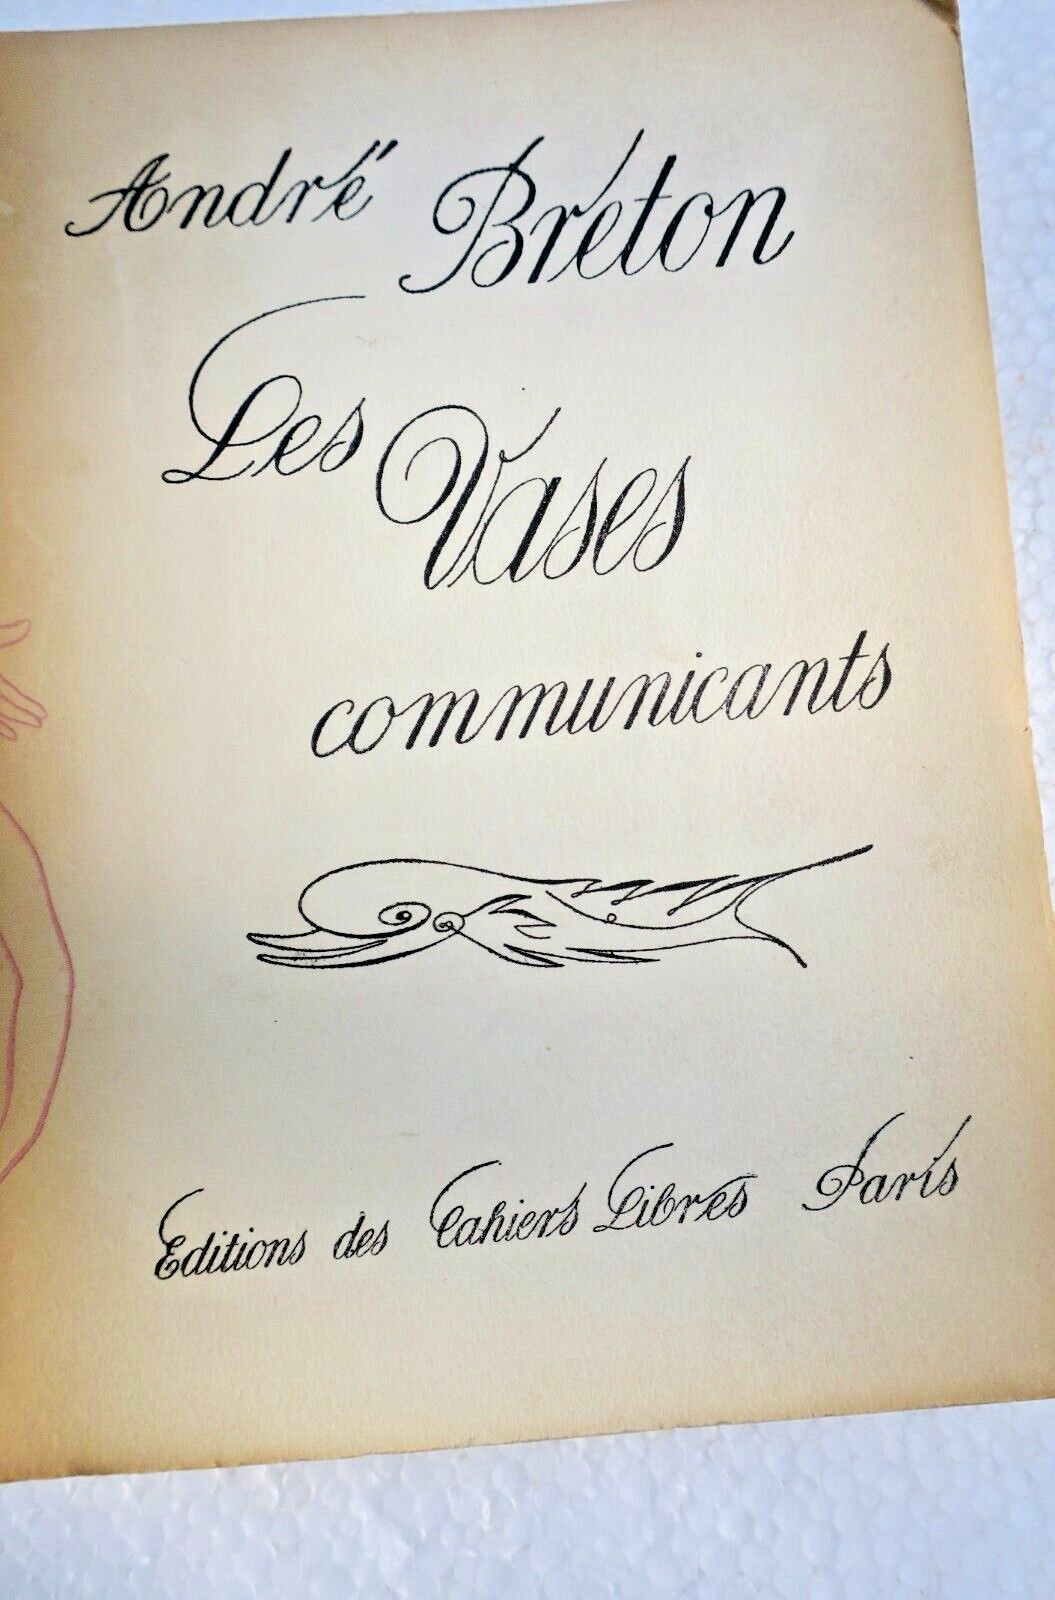 André Breton
Les Vases
communicants
Editions des Cahiers Libres Paris